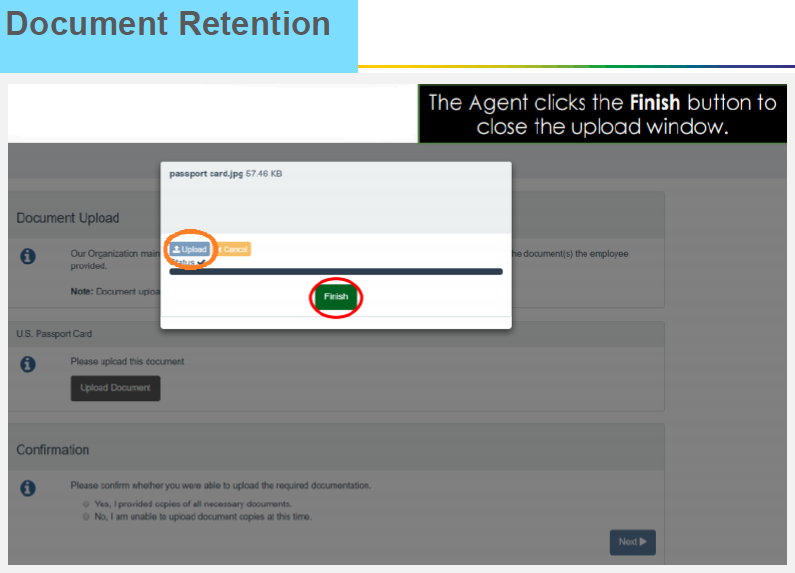 Document Retention
The Agent clicks the Finish button to
close the upload window.
passport card.jpg 57.46 KB
Document Upload
Upload
Cancel
Our Organization main
he document(s) the employee
provided.
Status
Note: Document uploa
Finish
U.S. Passport Card
Please upload this document
Upload Document
Confirmation
Please confirm whether you were able to upload the required documentation.
Yes, I provided copies of all necessary documents.
No, I am unable to upload document copies at this time.
Next